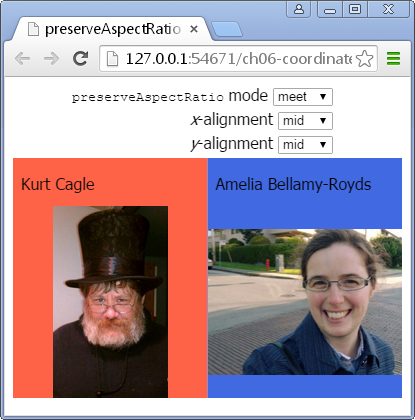 preserveAspectRatio
127.0.0.1:54671/ch06-coordinate
preserveAspectRatio mode meet
x-alignment mid
y-alignment mid
Kurt Cagle Amelia Bellamy-Royds